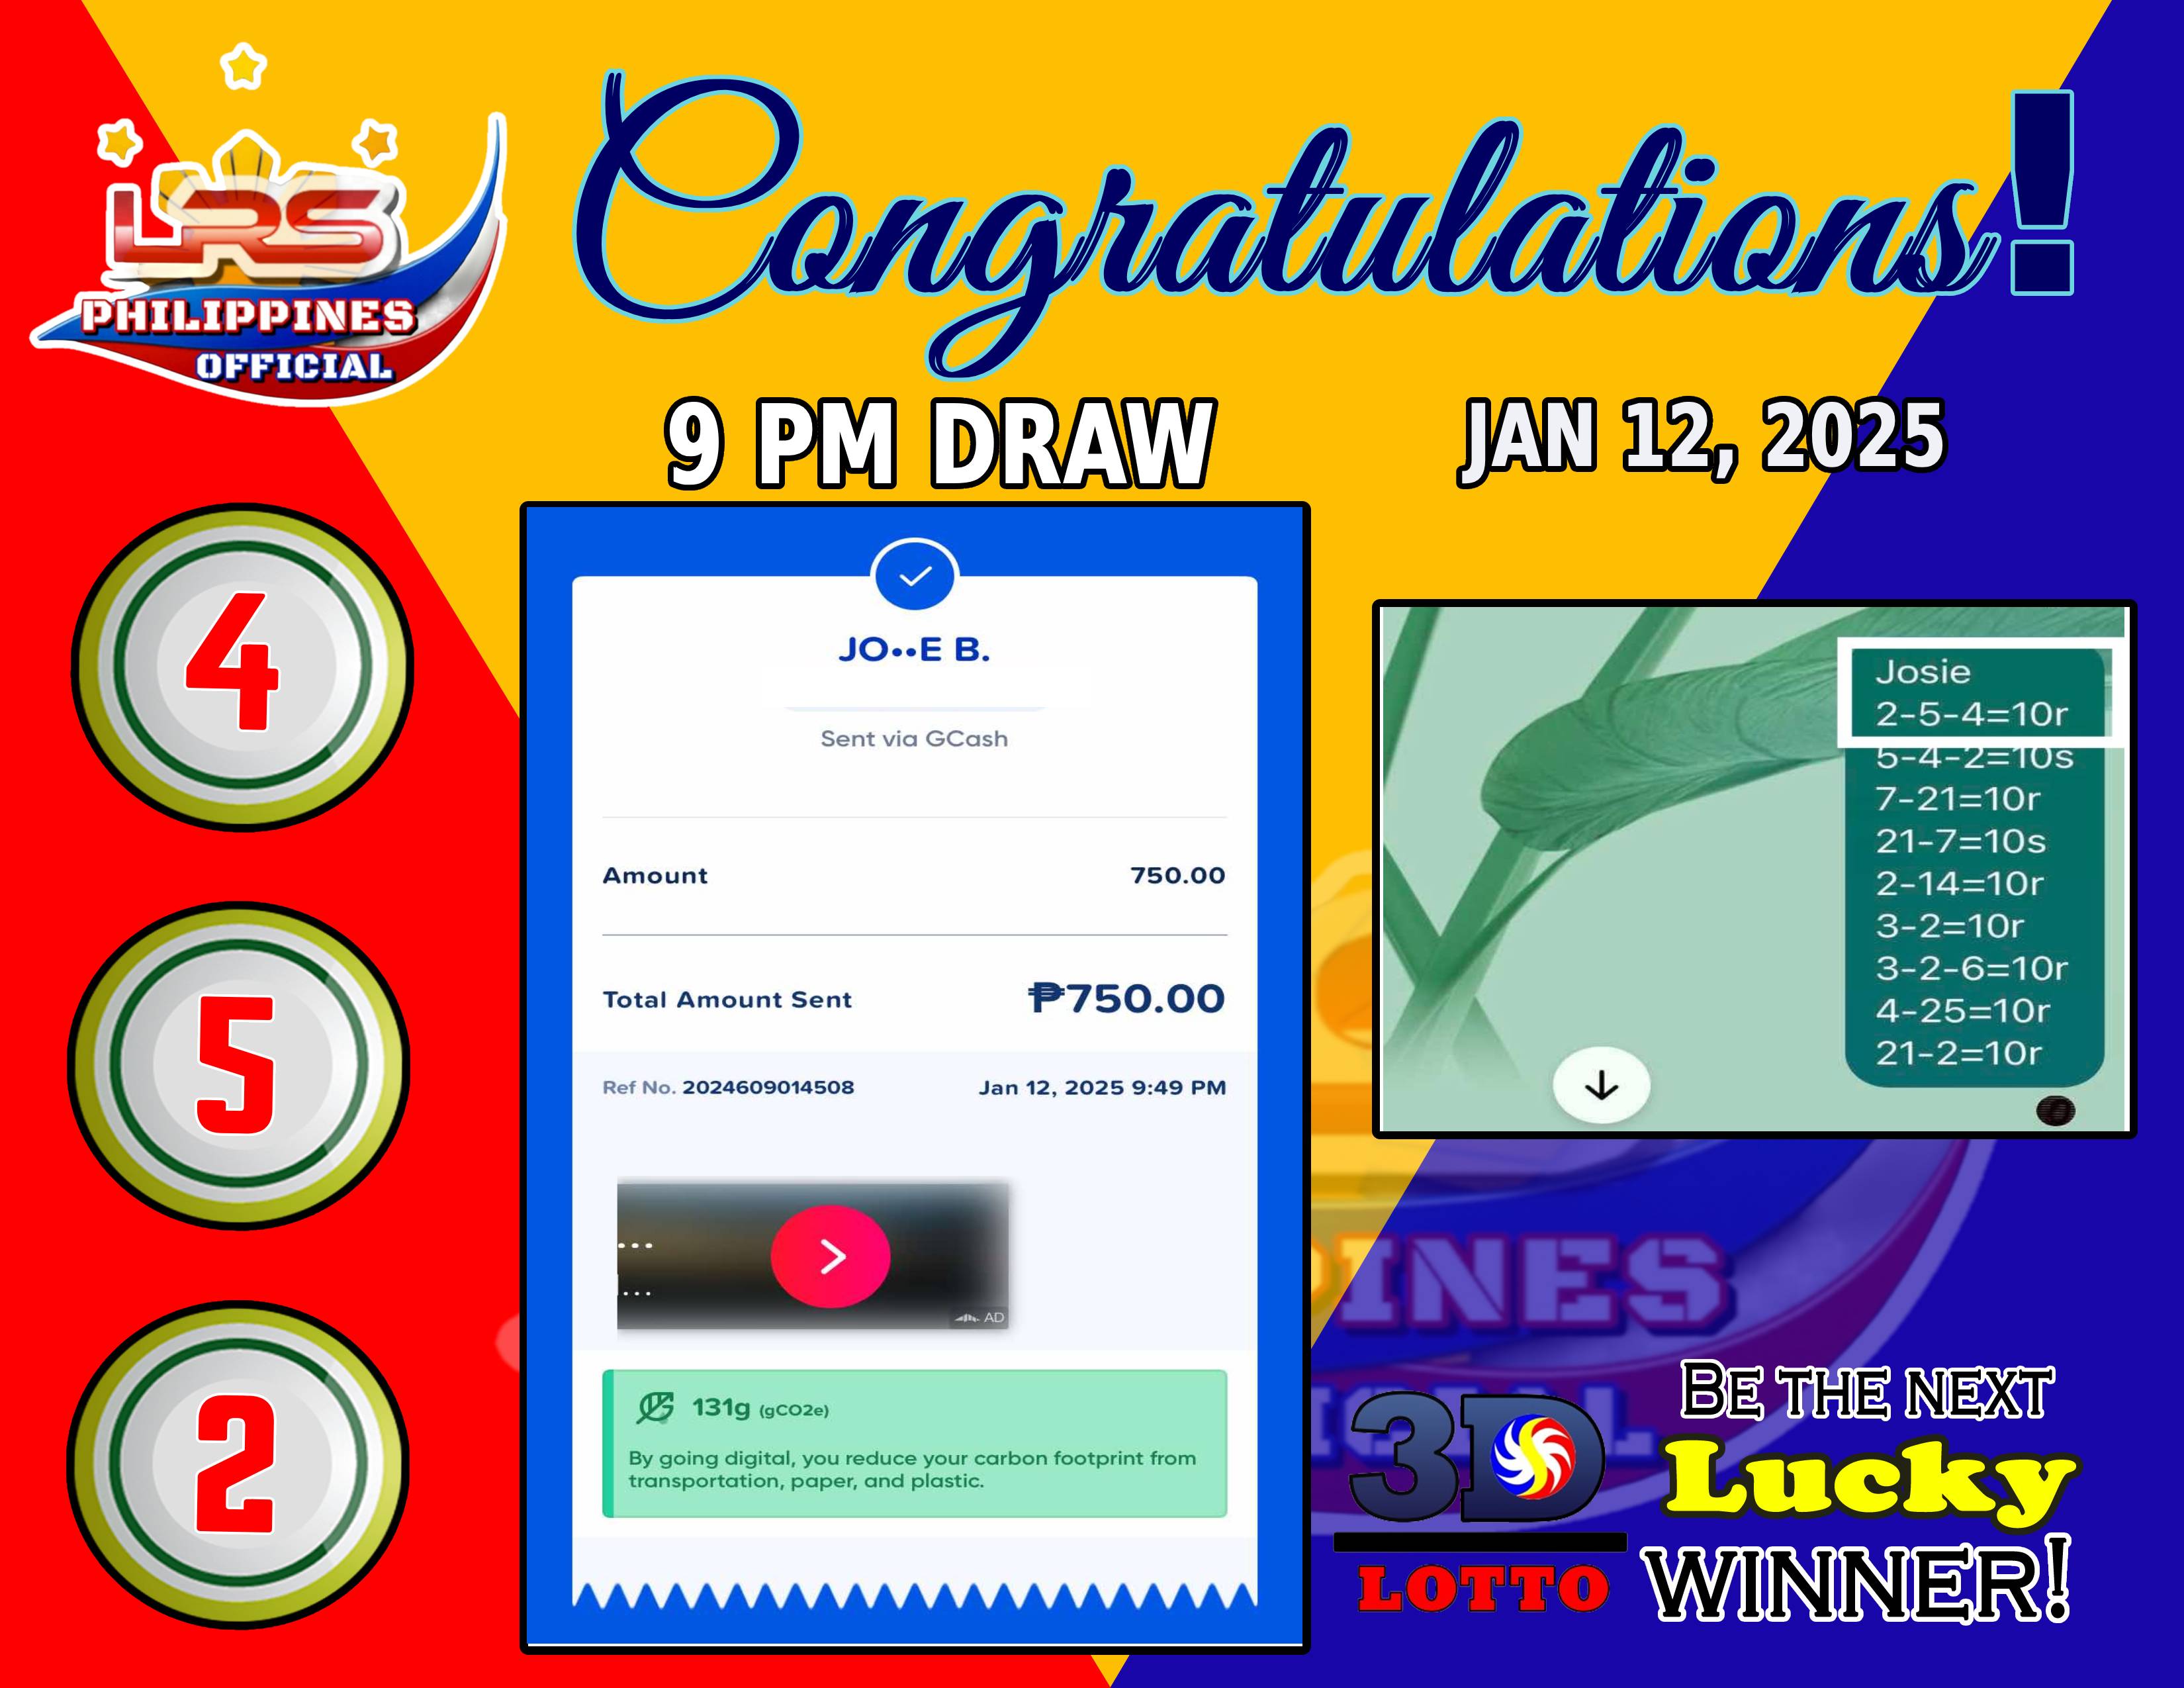 LRS
PHILIPPINES
OFFICIAL
Congratulations!
9 PM DRAW
JAN 12, 2025
4
5
2
JO••E B.
Sent via GCash
Amount 750.00
Total Amount Sent ₱750.00
Ref No. 2024609014508 Jan 12, 2025 9:49 PM
...
...
AD
131g (gCO2e)
By going digital, you reduce your carbon footprint from
transportation, paper, and plastic.
Josie
2-5-4=10r
5-4-2=10s
7-21=10r
21-7=10s
2-14=10r
3-2=10r
3-2-6=10r
4-25=10r
21-2=10r
PINES
ICIAL
3D
LOTTO
BE THE NEXT
Lucky
WINNER!